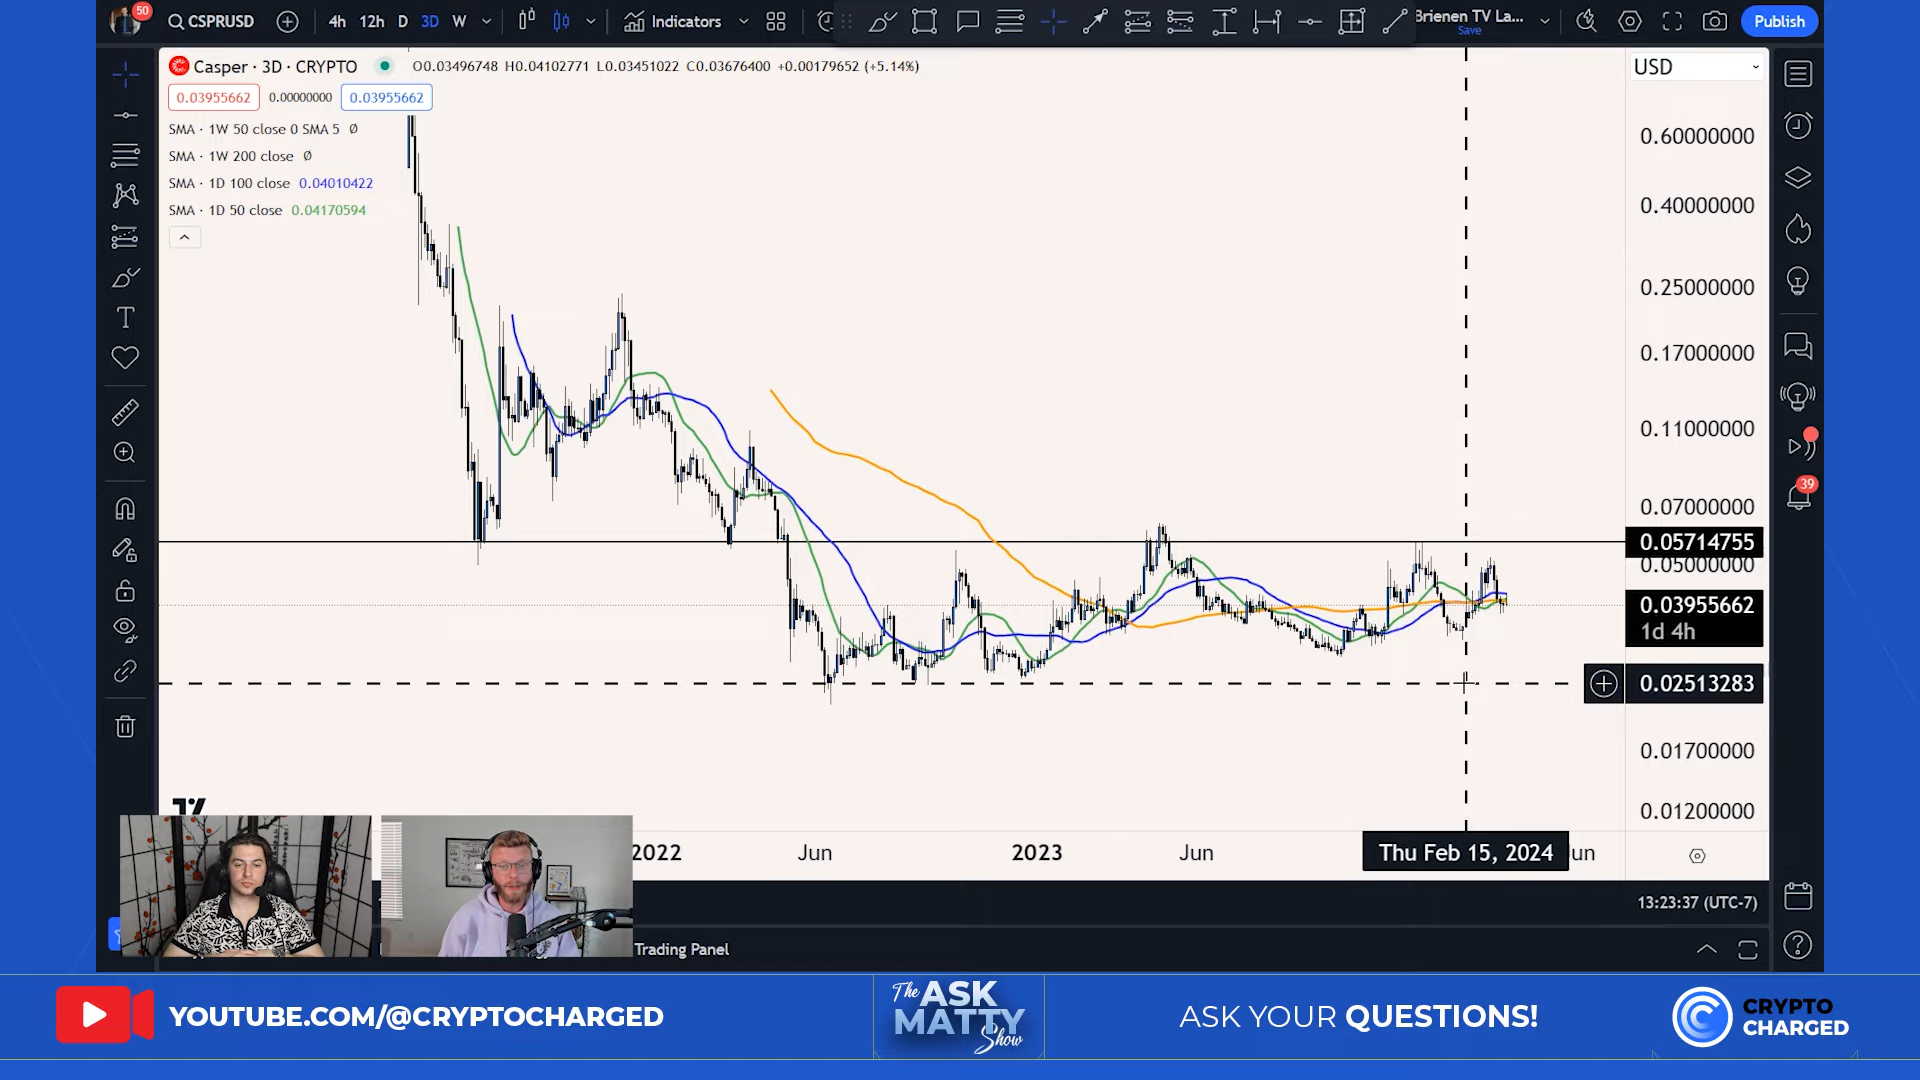 50
CSPRUSD
4h 12h D 3D W
Indicators
Brienen TV La...
Save
Publish
Casper · 3D · CRYPTO
O0.03496748 H0.04102771 L0.03451022 C0.03676400 +0.00179652 (+5.14%)
USD
0.03955662 0.00000000 0.03955662
SMA · 1W 50 close 0 SMA 5 Ø
SMA · 1W 200 close Ø
SMA · 1D 100 close 0.04010422
SMA · 1D 50 close 0.04170594
0.60000000
0.40000000
0.25000000
0.17000000
0.11000000
0.07000000
0.05714755
0.05000000
0.03955662
1d 4h
0.02513283
0.01700000
0.01200000
39
2022 Jun 2023 Jun Thu Feb 15, 2024 Jun
13:23:37 (UTC-7)
Trading Panel
YOUTUBE.COM/@CRYPTOCHARGED
The ASK
MATTY
Show
ASK YOUR QUESTIONS!
CRYPTO
CHARGED